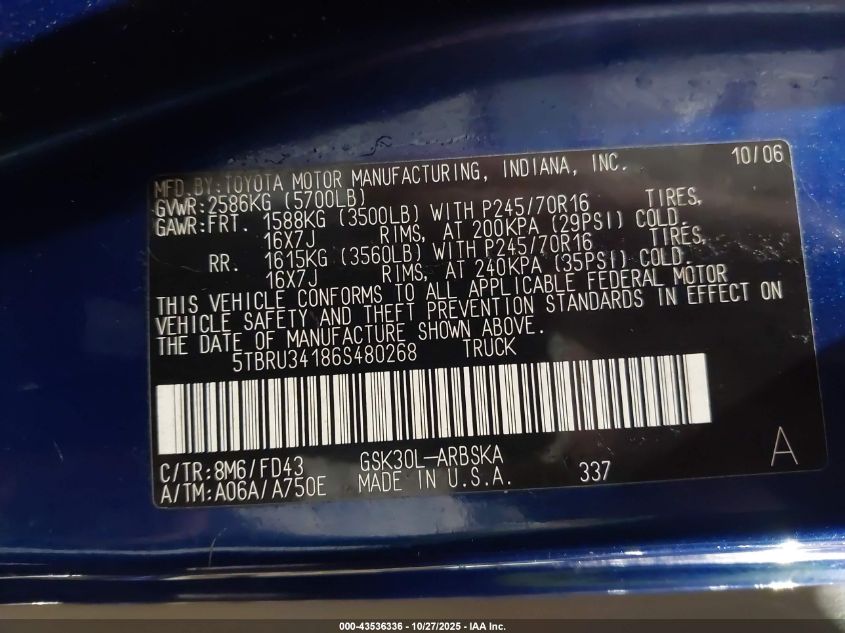 MFD.BY:TOYOTA MOTOR MANUFACTURING, INDIANA, INC. 10/06
GVWR:2586KG (5700LB)
GAWR:FRT. 1588KG (3500LB) WITH P245/70R16 TIRES,
16X7J RIMS, AT 200KPA (29PSI) COLD.
RR. 1615KG (3560LB) WITH P245/70R16 TIRES,
16X7J RIMS, AT 240KPA (35PSI) COLD.
THIS VEHICLE CONFORMS TO ALL APPLICABLE FEDERAL MOTOR
VEHICLE SAFETY AND THEFT PREVENTION STANDARDS IN EFFECT ON
THE DATE OF MANUFACTURE SHOWN ABOVE.
5TBRU34186S480268 TRUCK
C/TR:8M6/FD43 GSK30L-ARBSKA
A/TM:A06A/A750E MADE IN U.S.A. 337 A
000-43536336 - 10/27/2025 - IAA Inc.